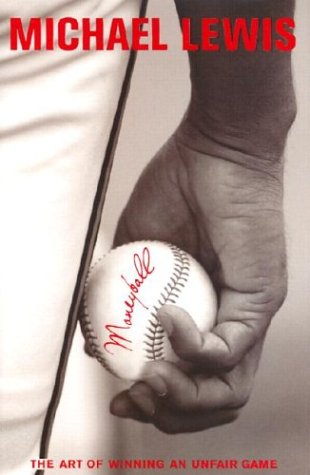 MICHAEL LEWIS
Moneyball
THE ART OF WINNING AN UNFAIR GAME